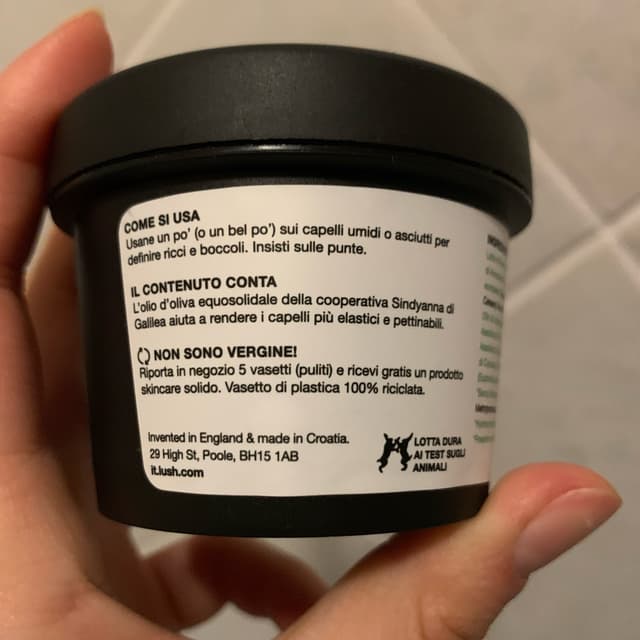 COME SI USA
Usane un po' (o un bel po') sui capelli umidi o asciutti per
definire ricci e boccoli. Insisti sulle punte.
IL CONTENUTO CONTA
L'olio d'oliva equosolidale della cooperativa Sindyanna di
Galilea aiuta a rendere i capelli più elastici e pettinabili.
NON SONO VERGINE!
Riporta in negozio 5 vasetti (puliti) e ricevi gratis un prodotto
skincare solido. Vasetto di plastica 100% riciclata.
Invented in England & made in Croatia.
29 High St, Poole, BH15 1AB
it.lush.com
LOTTA DURA
AI TEST SUGLI
ANIMALI